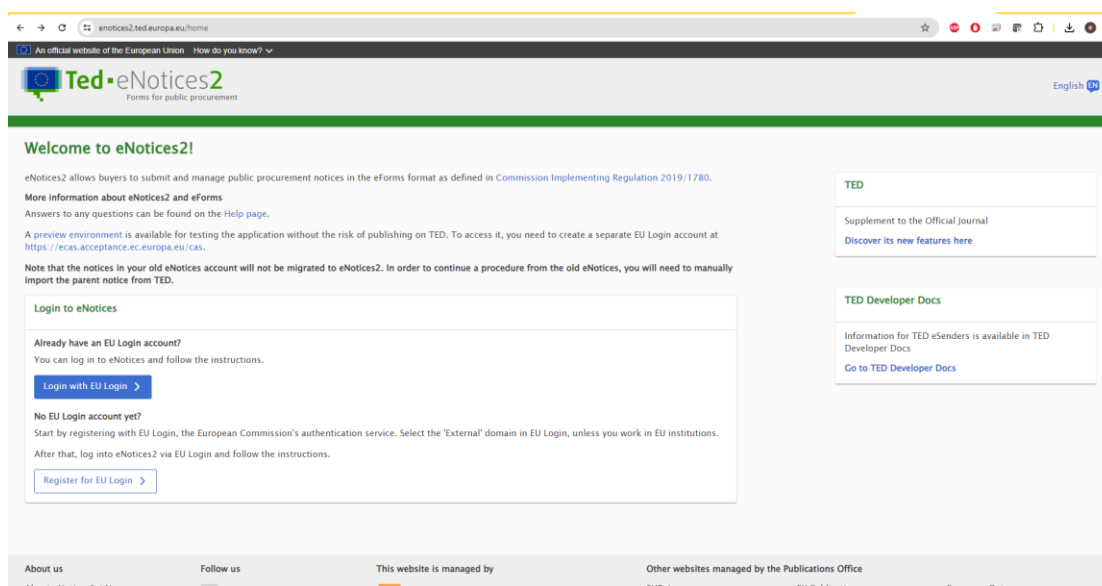 enotices2.ted.europa.eu/home
An official website of the European Union How do you know?
Ted eNotices2
Forms for public procurement
English EN
Welcome to eNotices2!
eNotices2 allows buyers to submit and manage public procurement notices in the eForms format as defined in Commission Implementing Regulation 2019/1780.
More information about eNotices2 and eForms
Answers to any questions can be found on the Help page.
A preview environment is available for testing the application without the risk of publishing on TED. To access it, you need to create a separate EU Login account at
https://ecas.acceptance.ec.europa.eu/cas.
Note that the notices in your old eNotices account will not be migrated to eNotices2. In order to continue a procedure from the old eNotices, you will need to manually
import the parent notice from TED.
Login to eNotices
Already have an EU Login account?
You can log in to eNotices and follow the instructions.
Login with EU Login
No EU Login account yet?
Start by registering with EU Login, the European Commission's authentication service. Select the 'External' domain in EU Login, unless you work in EU institutions.
After that, log into eNotices2 via EU Login and follow the instructions.
Register for EU Login
TED
Supplement to the Official Journal
Discover its new features here
TED Developer Docs
Information for TED eSenders is available in TED
Developer Docs
Go to TED Developer Docs
About us
Follow us
This website is managed by
Other websites managed by the Publications Office